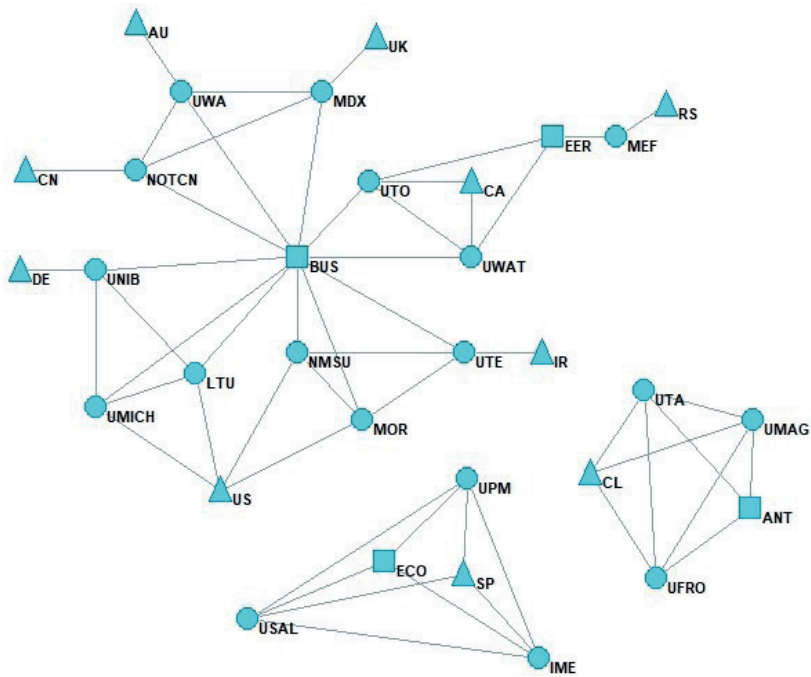 AU
UK
UWA
MDX
RS
EER
MEF
CN
NOTCN
UTO
CA
BUS
UWAT
DE
UNIB
NMSU
UTE
IR
LTU
UMICH
MOR
UTA
UMAG
US
UPM
CL
ANT
ECO
SP
UFRO
USAL
IME